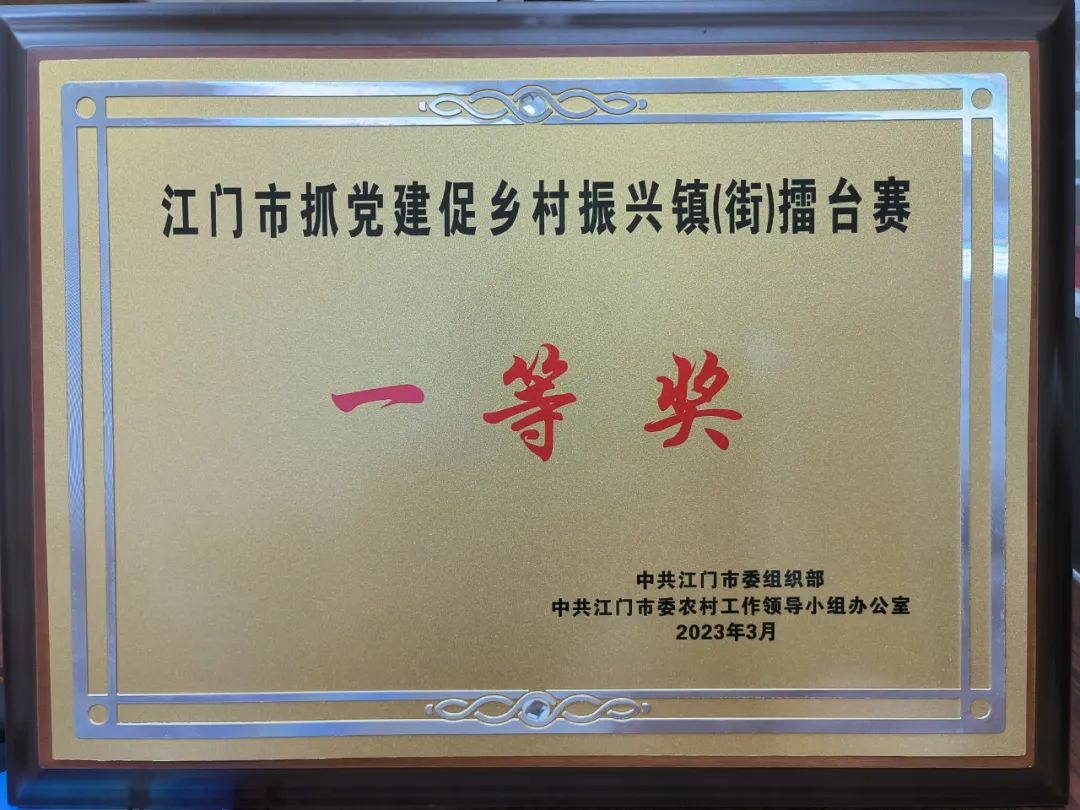 江门市抓党建促乡村振兴镇(街)擂台赛
一等奖
中共江门市委组织部
中共江门市委农村工作领导小组办公室
2023年3月